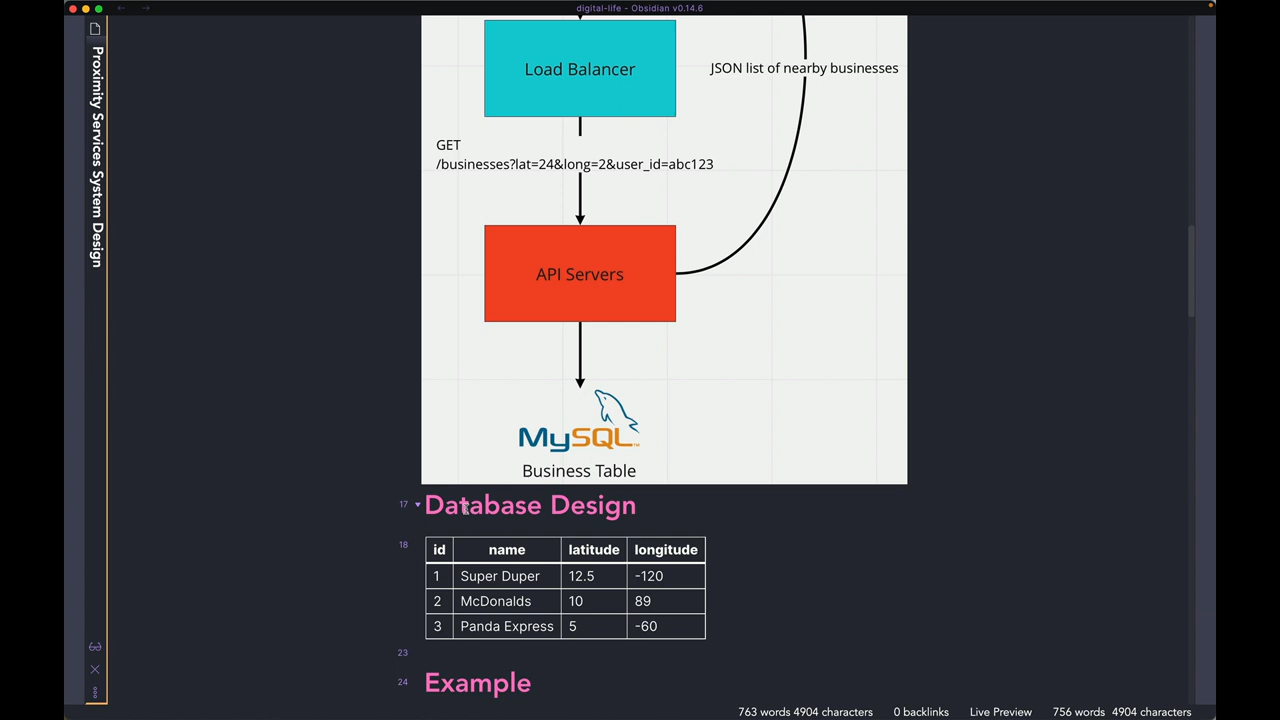 digital-life - Obsidian v0.14.6
Proximity Services System Design
Load Balancer
JSON list of nearby businesses
GET
/businesses?lat=24&long=2&user_id=abc123
API Servers
MySQL
Business Table
17 Database Design
18
id name latitude longitude
1 Super Duper 12.5 -120
2 McDonalds 10 89
3 Panda Express 5 -60
23
24 Example
763 words 4904 characters 0 backlinks Live Preview 756 words 4904 characters